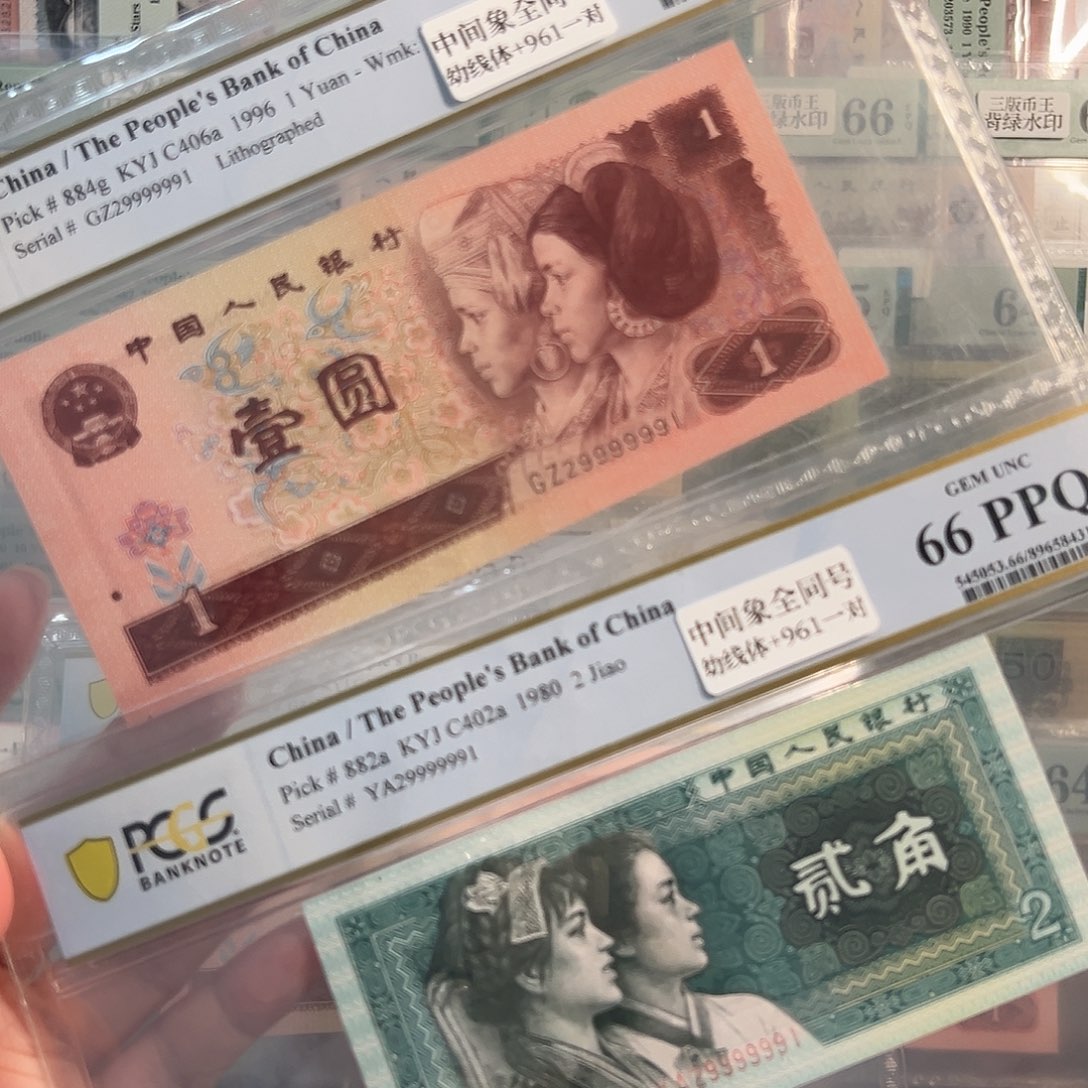 China / The People's Bank of China
Pick # 884g KYJ C406a 1996 1 Yuan - Wmk:
Serial # GZ29999991 Lithographed
中间象全同
幼线体+961一对
三版币王
背绿水印
66
中国人民银行
壹圆
1
1
1
GZ29999991
GEM UNC
66 PPQ
PCGS
BANKNOTE
China / The People's Bank of China
Pick # 882a KYJ C402a 1980 2 Jiao
Serial # YA29999991
中间象全同号
幼线体+961一对
中国人民银行
贰角
2